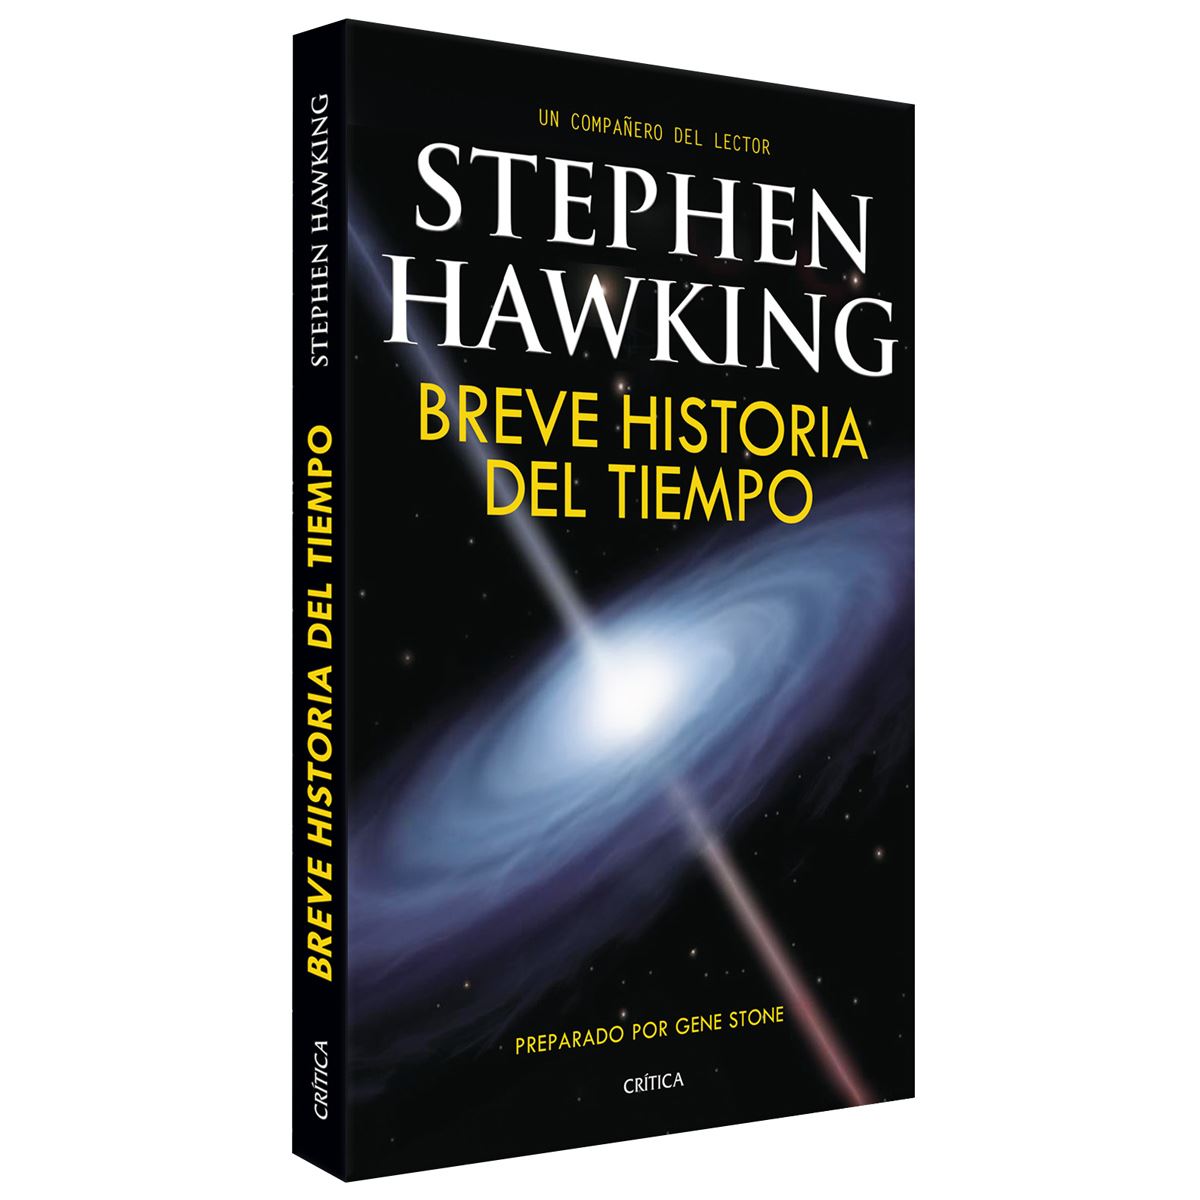 STEPHEN HAWKING
BREVE HISTORIA DEL TIEMPO
CRÍTICA
UN COMPAÑERO DEL LECTOR
STEPHEN
HAWKING
BREVE HISTORIA
DEL TIEMPO
PREPARADO POR GENE STONE
CRÍTICA